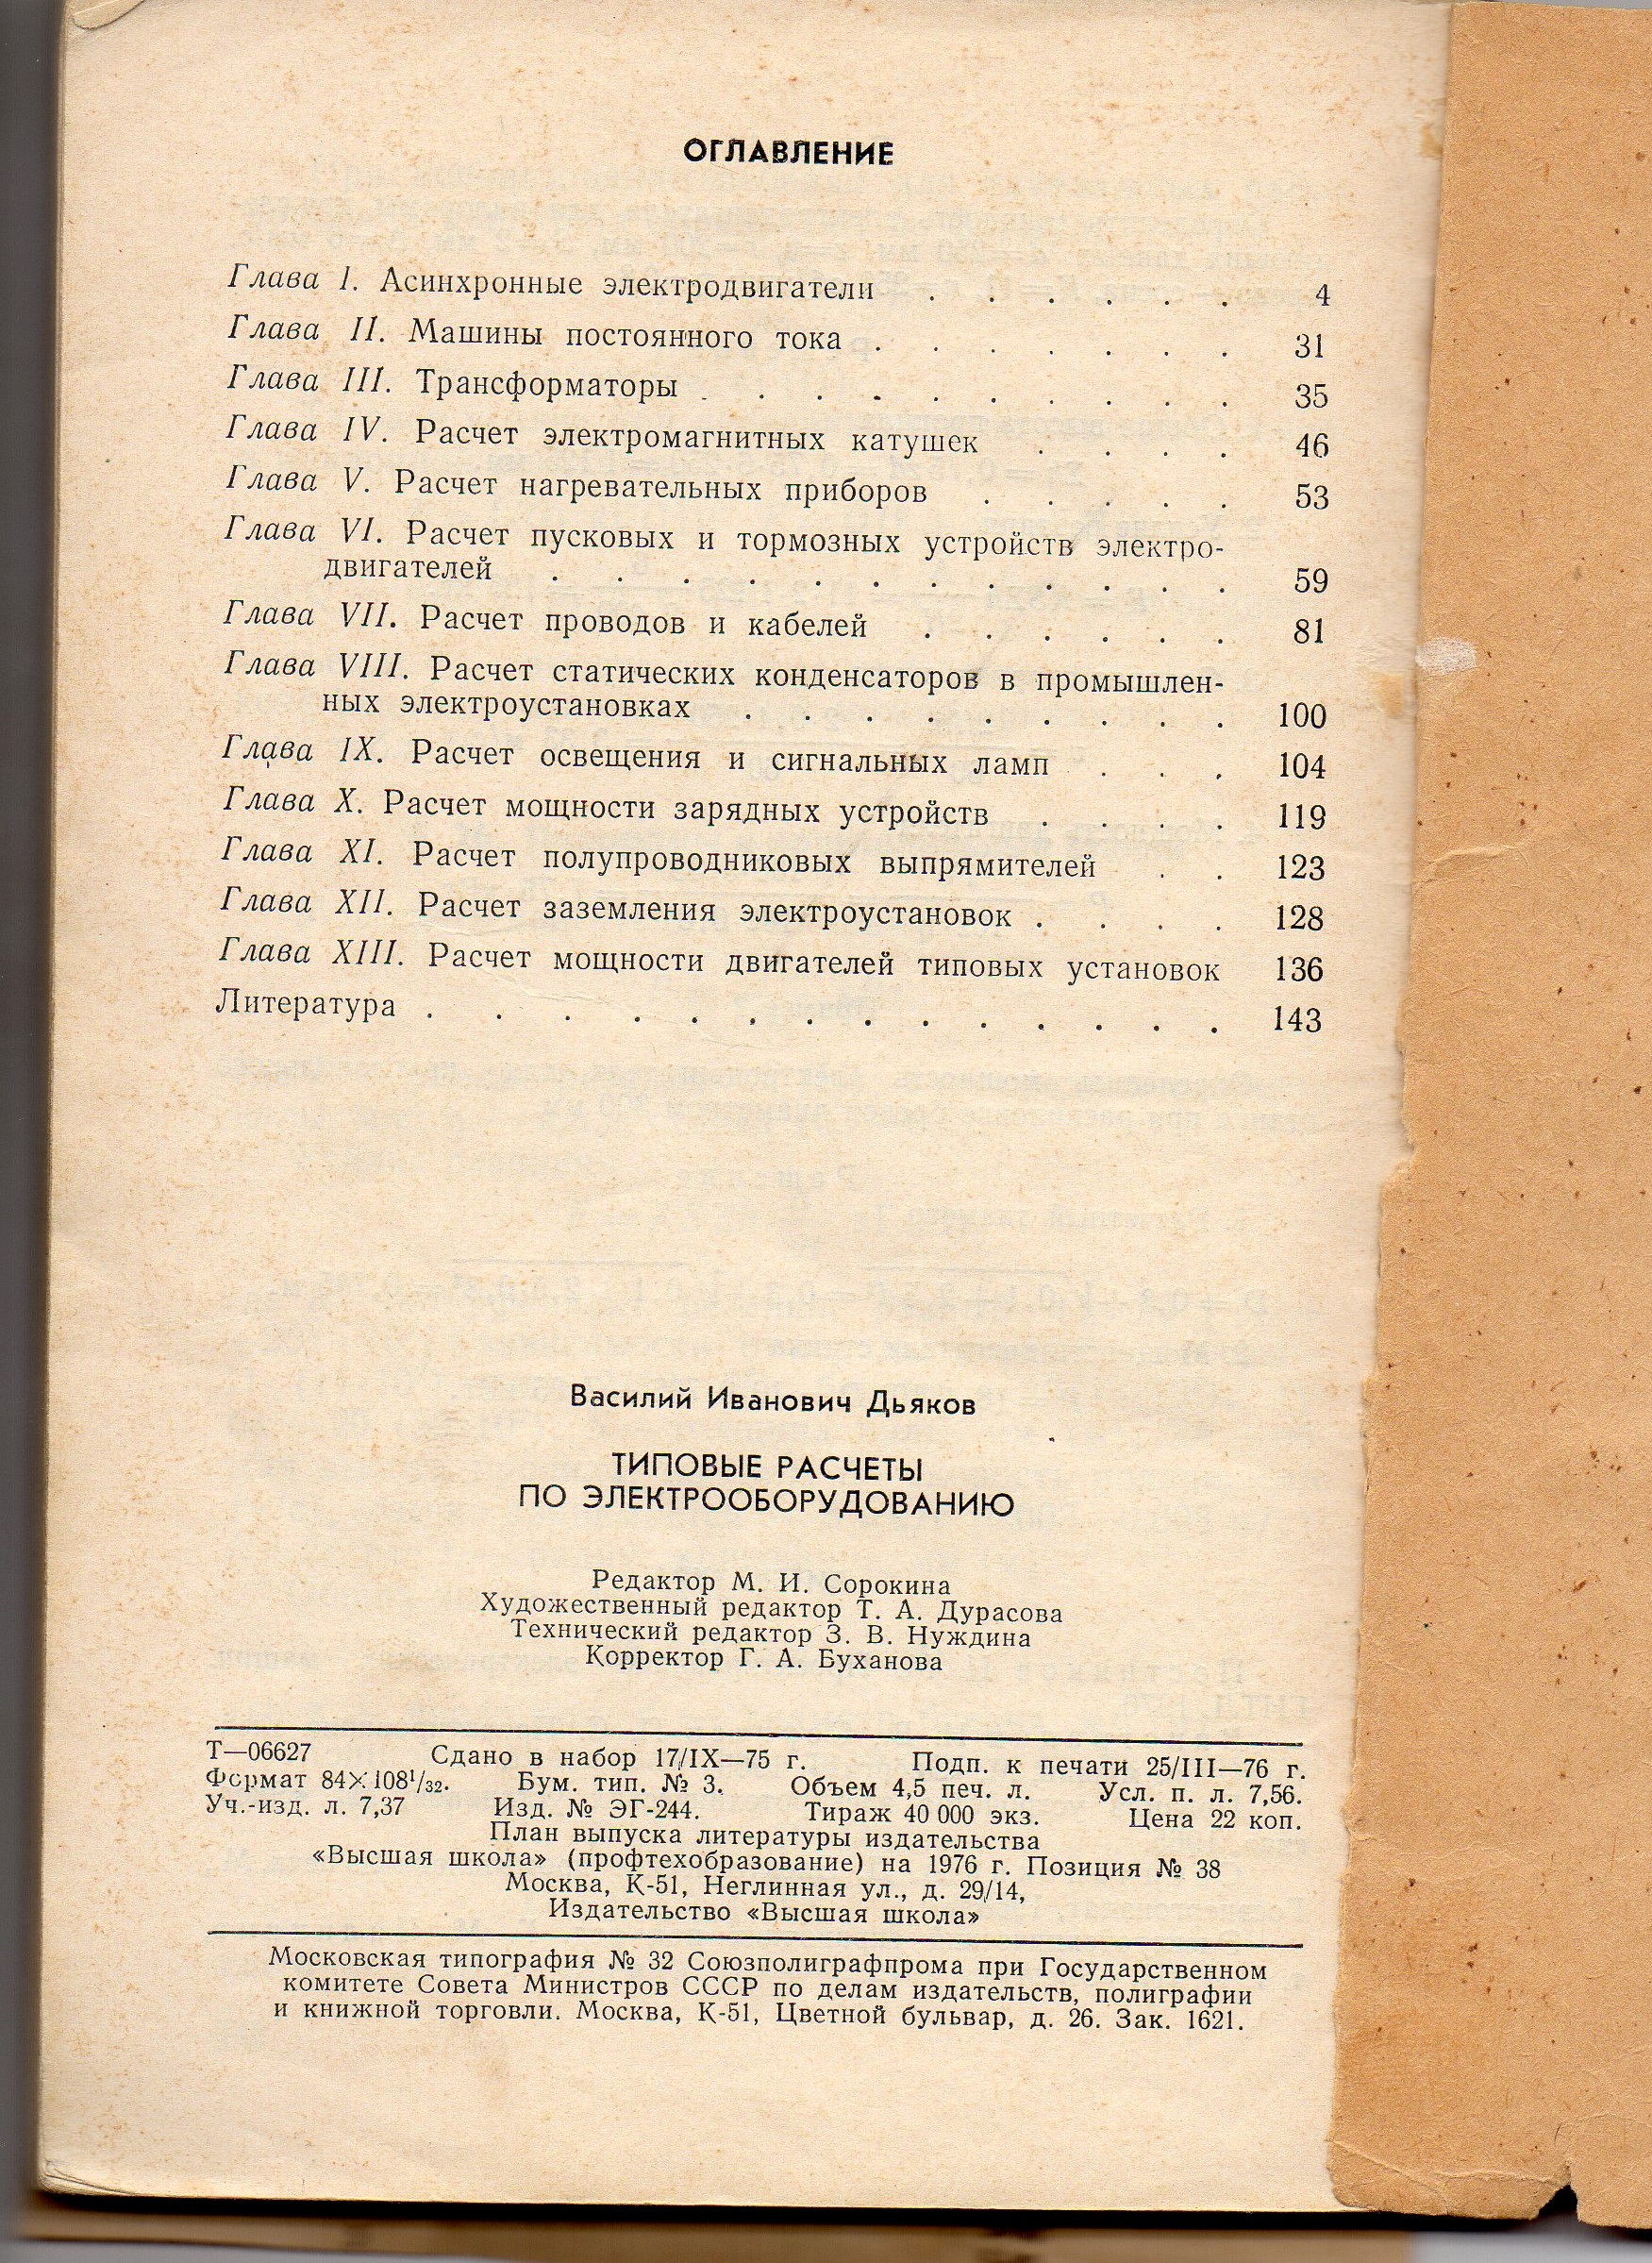 ОГЛАВЛЕНИЕ
Глава I. Асинхронные электродвигатели . . . . . . 4
Глава II. Машины постоянного тока . . . . . . . 31
Глава III. Трансформаторы . . . . . . . . . . 35
Глава IV. Расчет электромагнитных катушек . . . . 46
Глава V. Расчет нагревательных приборов . . . . . 53
Глава VI. Расчет пусковых и тормозных устройств электро-
двигателей . . . . . . . . . . . . 59
Глава VII. Расчет проводов и кабелей . . . . . . 81
Глава VIII. Расчет статических конденсаторов в промышлен-
ных электроустановках . . . . . . . . . 100
Глава IX. Расчет освещения и сигнальных ламп . . . 104
Глава X. Расчет мощности зарядных устройств . . . . 119
Глава XI. Расчет полупроводниковых выпрямителей . . 123
Глава XII. Расчет заземления электроустановок . . . . 128
Глава XIII. Расчет мощности двигателей типовых установок 136
Литература . . . . . . . . . . . . . . 143
Василий Иванович Дьяков
ТИПОВЫЕ РАСЧЕТЫ
ПО ЭЛЕКТРООБОРУДОВАНИЮ
Редактор М. И. Сорокина
Художественный редактор Т. А. Дурасова
Технический редактор З. В. Нуждина
Корректор Г. А. Буханова
Т—06627 Сдано в набор 17/IX—75 г. Подп. к печати 25/III—76 г.
Формат 84×108¹/₃₂. Бум. тип. № 3. Объем 4,5 печ. л. Усл. п. л. 7,56.
Уч.-изд. л. 7,37 Изд. № ЭГ-244. Тираж 40 000 экз. Цена 22 коп.
План выпуска литературы издательства
«Высшая школа» (профтехобразование) на 1976 г. Позиция № 38
Москва, К-51, Неглинная ул., д. 29/14,
Издательство «Высшая школа»
Московская типография № 32 Союзполиграфпрома при Государственном
комитете Совета Министров СССР по делам издательств, полиграфии
и книжной торговли. Москва, К-51, Цветной бульвар, д. 26. Зак. 1621.